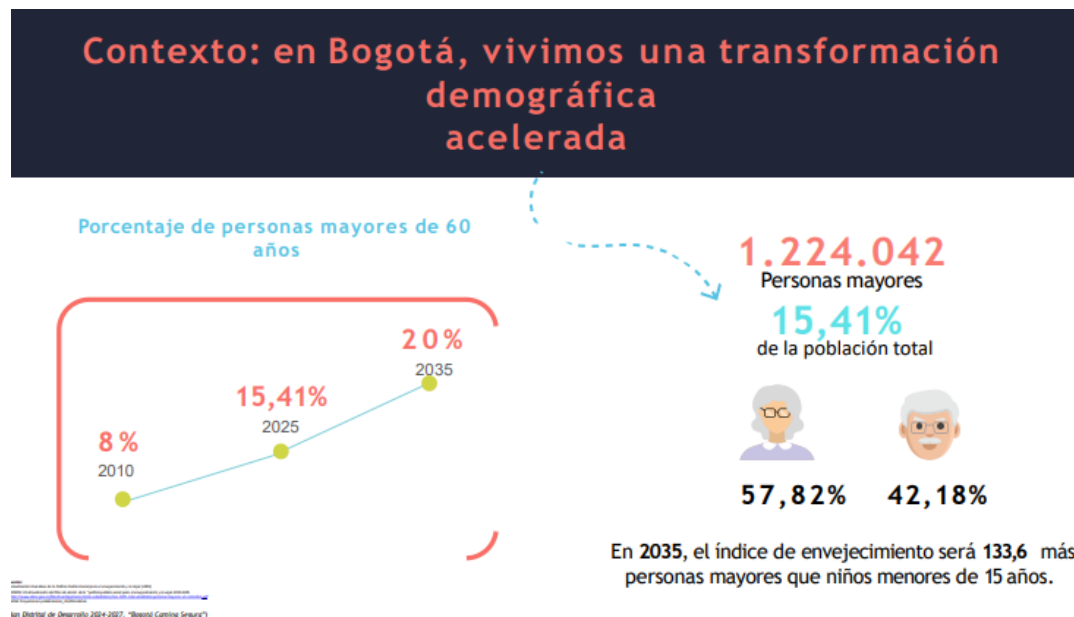 Contexto: en Bogotá, vivimos una transformación
demográfica
acelerada
Porcentaje de personas mayores de 60
años
8%
2010
15,41%
2025
20%
2035
1.224.042
Personas mayores
15,41%
de la población total
57,82%
42,18%
En 2035, el índice de envejecimiento será 133,6 más
personas mayores que niños menores de 15 años.
lan Distrital de Desarrollo 2024-2027, "Bogotá Camina Segura")